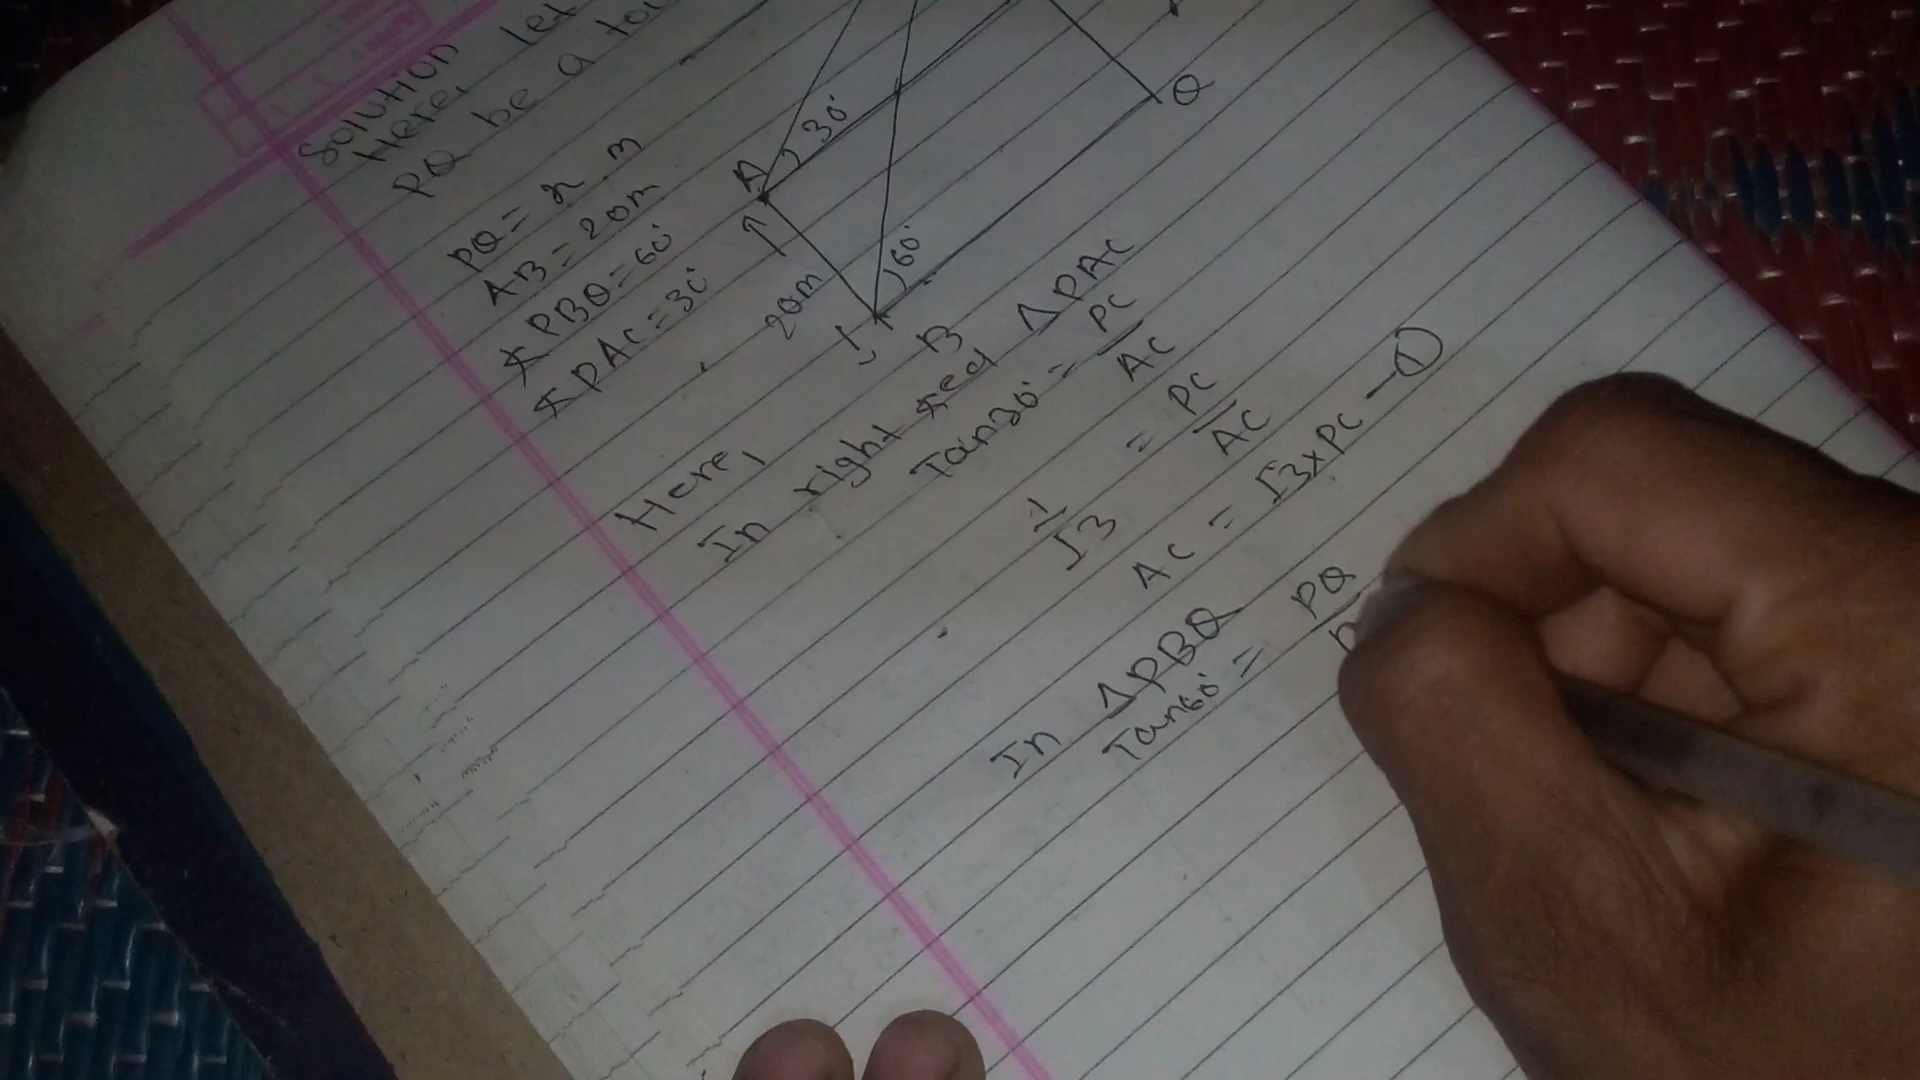 Solution
Here, let
PQ be a tow
PQ = x m
AB = 20m
∡PBQ = 60°
∡PAC = 30°
A
30°
Q
20m
60°
B
Here,
In right ∡ed ΔPAC
Tan30° = PC/AC
1/√3 = PC/AC
AC = √3×PC - ①
In ΔPBQ
Tan60° = PQ/B